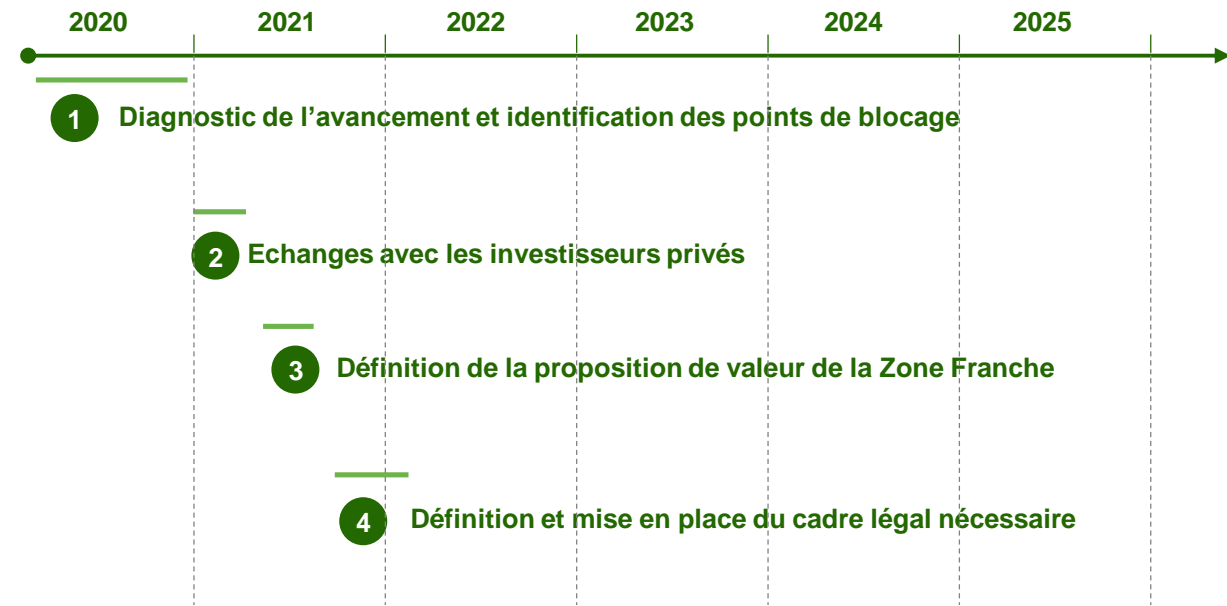 2020 2021 2022 2023 2024 2025
1 Diagnostic de l’avancement et identification des points de blocage
2 Echanges avec les investisseurs privés
3 Définition de la proposition de valeur de la Zone Franche
4 Définition et mise en place du cadre légal nécessaire